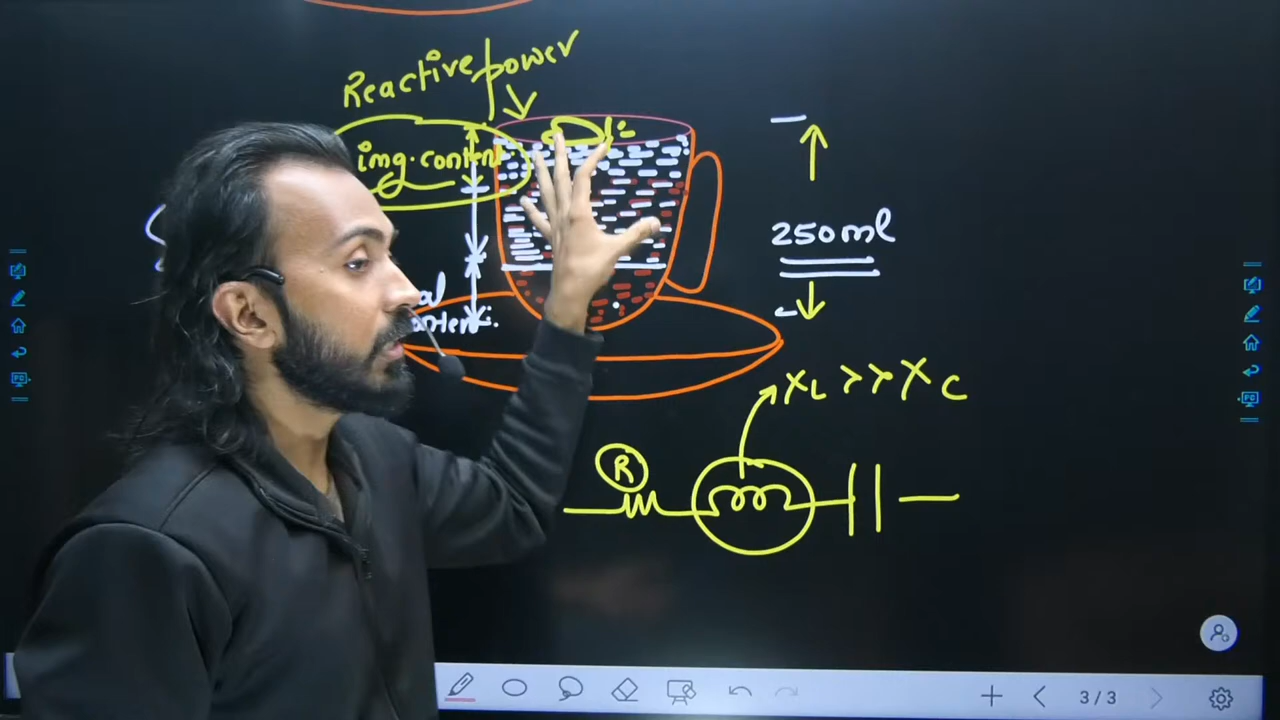 Reactive power
img. content.
250ml
XL >> XC
R
3/3